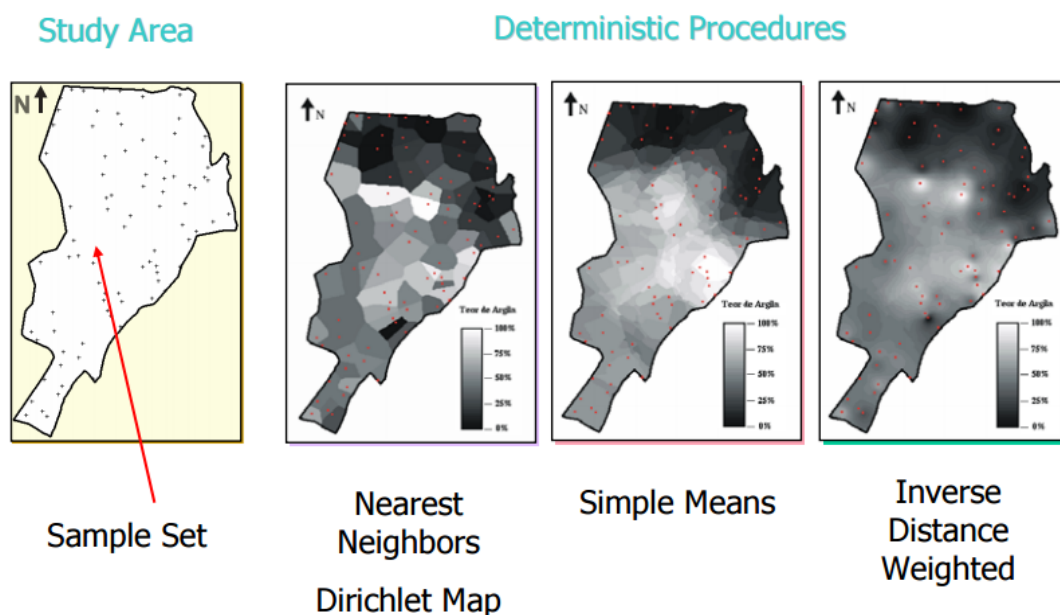 Study Area
Deterministic Procedures
N
N
N
N
Teor de Argila
100%
75%
50%
25%
0%
Teor de Argila
100%
75%
50%
25%
0%
Teor de Argila
100%
75%
50%
25%
0%
Sample Set
Nearest
Neighbors
Dirichlet Map
Simple Means
Inverse
Distance
Weighted